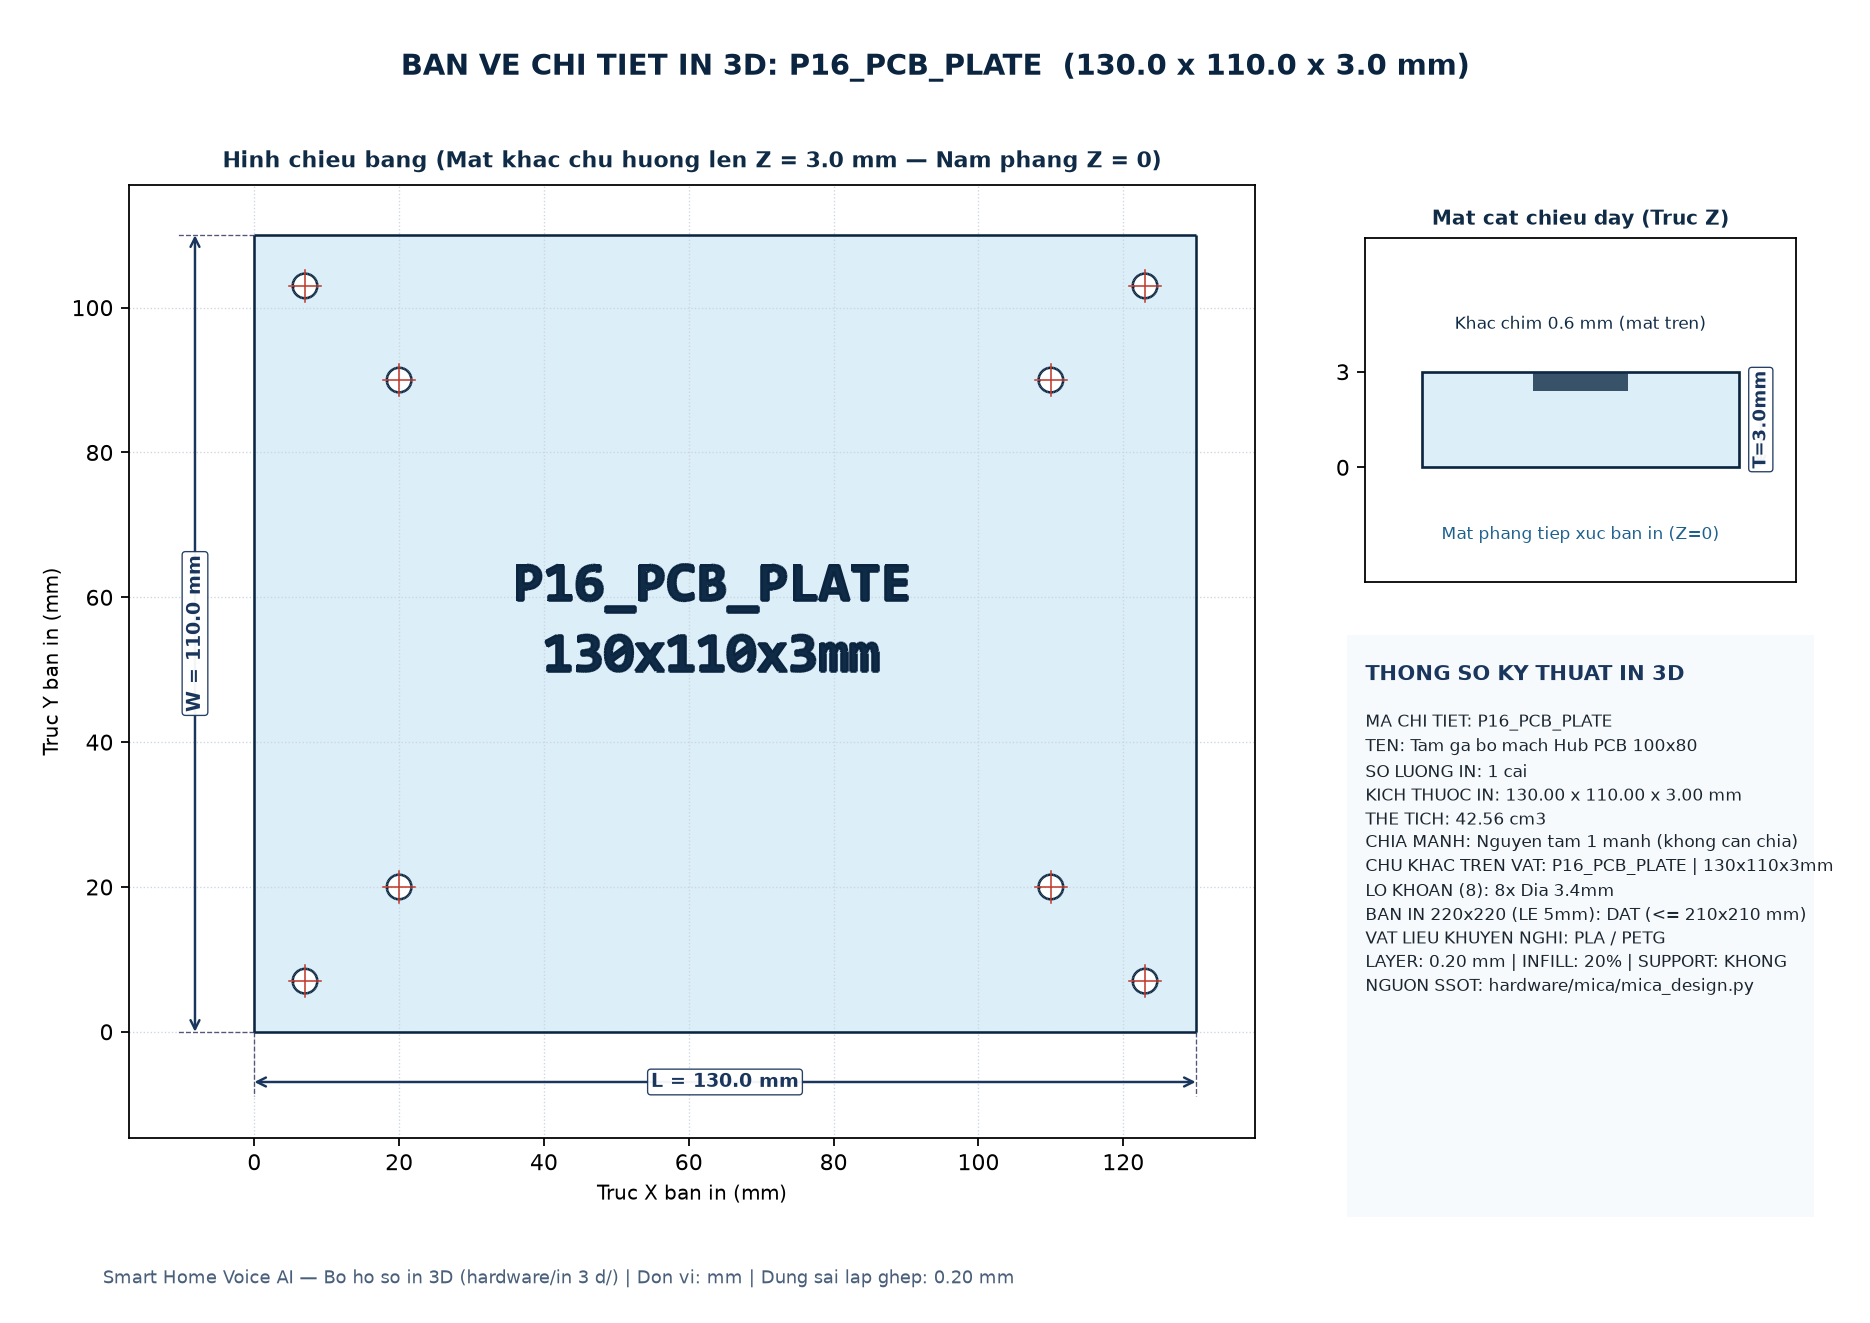 BAN VE CHI TIET IN 3D: P16_PCB_PLATE (130.0 x 110.0 x 3.0 mm)
Hinh chieu bang (Mat khac chu huong len Z = 3.0 mm — Nam phang Z = 0)
Truc Y ban in (mm)
100
80
60
40
20
0
W = 110.0 mm
P16_PCB_PLATE
130x110x3mm
L = 130.0 mm
0 20 40 60 80 100 120
Truc X ban in (mm)
Mat cat chieu day (Truc Z)
Khac chim 0.6 mm (mat tren)
3
0
T=3.0mm
Mat phang tiep xuc ban in (Z=0)
THONG SO KY THUAT IN 3D
MA CHI TIET: P16_PCB_PLATE
TEN: Tam ga bo mach Hub PCB 100x80
SO LUONG IN: 1 cai
KICH THUOC IN: 130.00 x 110.00 x 3.00 mm
THE TICH: 42.56 cm3
CHIA MANH: Nguyen tam 1 manh (khong can chia)
CHU KHAC TREN VAT: P16_PCB_PLATE | 130x110x3mm
LO KHOAN (8): 8x Dia 3.4mm
BAN IN 220x220 (LE 5mm): DAT (<= 210x210 mm)
VAT LIEU KHUYEN NGHI: PLA / PETG
LAYER: 0.20 mm | INFILL: 20% | SUPPORT: KHONG
NGUON SSOT: hardware/mica/mica_design.py
Smart Home Voice AI — Bo ho so in 3D (hardware/in 3 d/) | Don vi: mm | Dung sai lap ghep: 0.20 mm